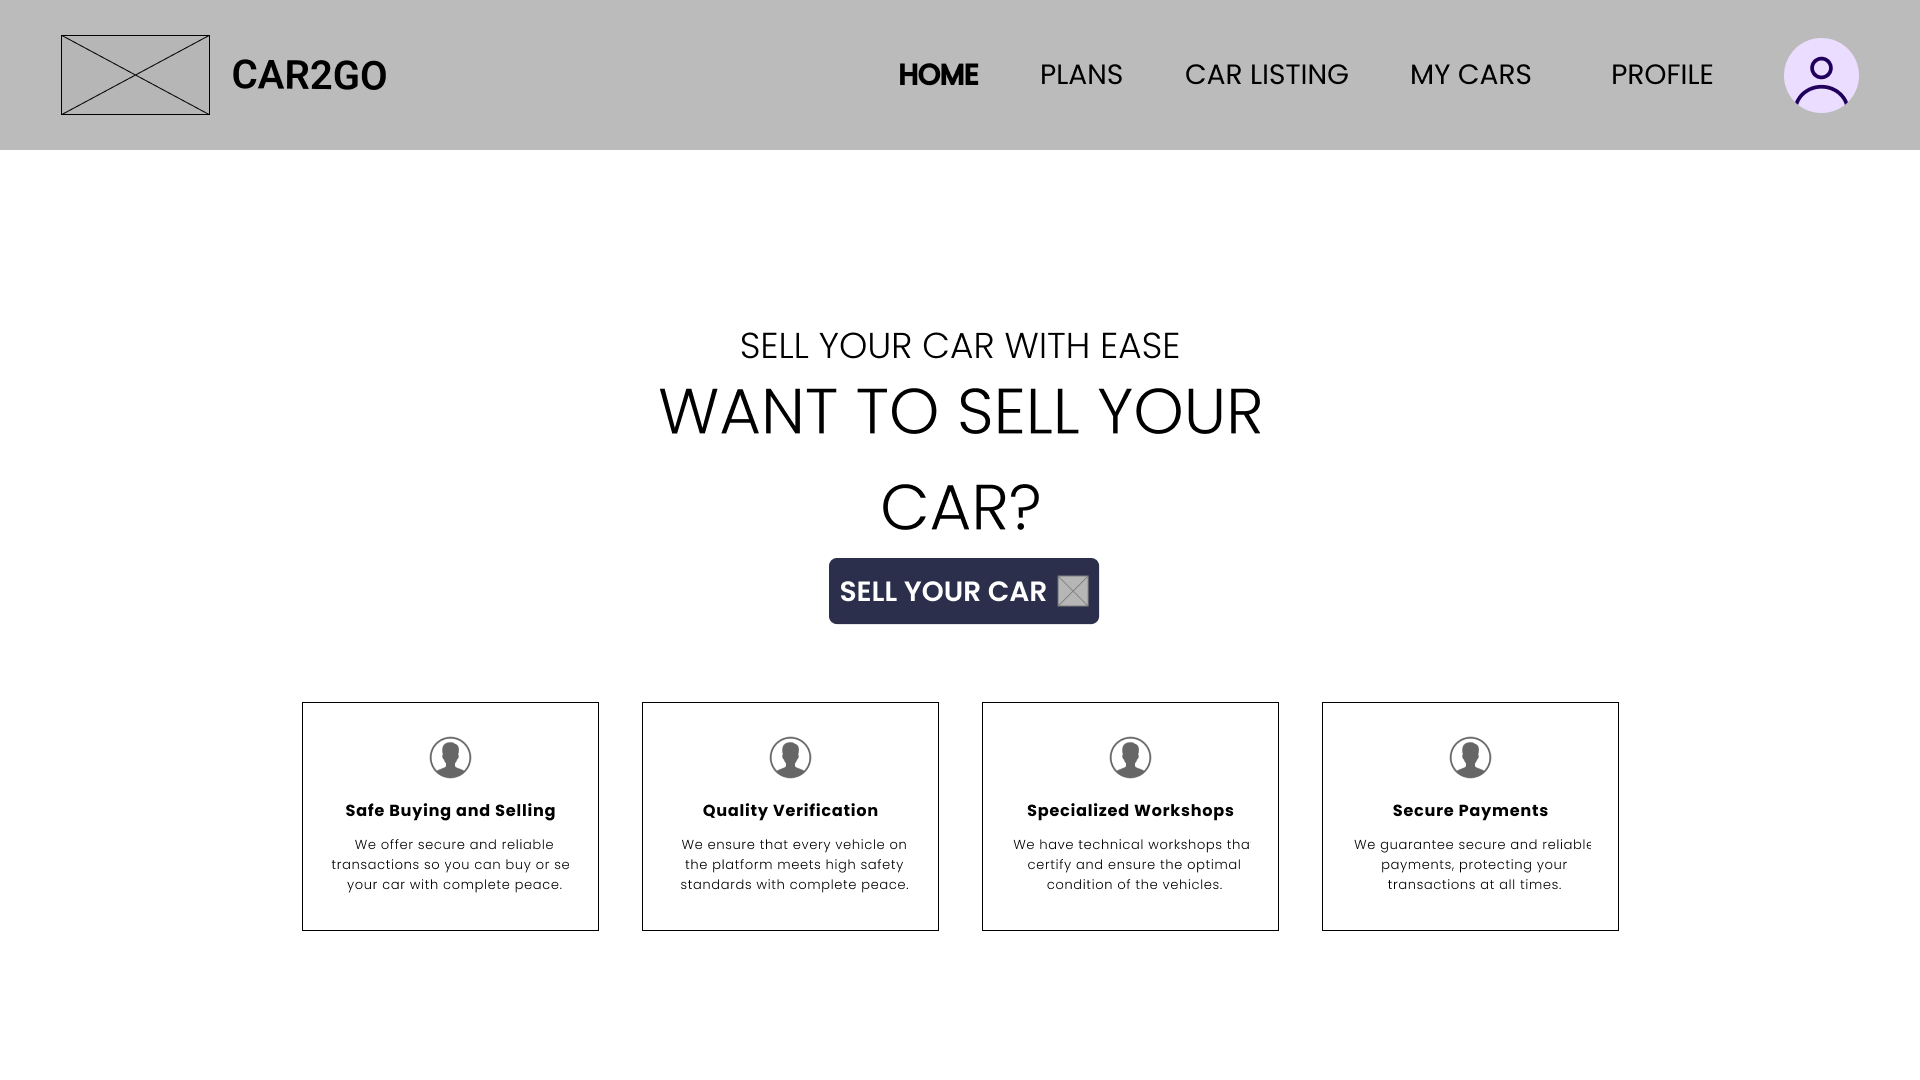 CAR2GO
HOME
PLANS
CAR LISTING
MY CARS
PROFILE
SELL YOUR CAR WITH EASE
WANT TO SELL YOUR
CAR?
SELL YOUR CAR
Safe Buying and Selling
We offer secure and reliable
transactions so you can buy or se
your car with complete peace.
Quality Verification
We ensure that every vehicle on
the platform meets high safety
standards with complete peace.
Specialized Workshops
We have technical workshops tha
certify and ensure the optimal
condition of the vehicles.
Secure Payments
We guarantee secure and reliable
payments, protecting your
transactions at all times.